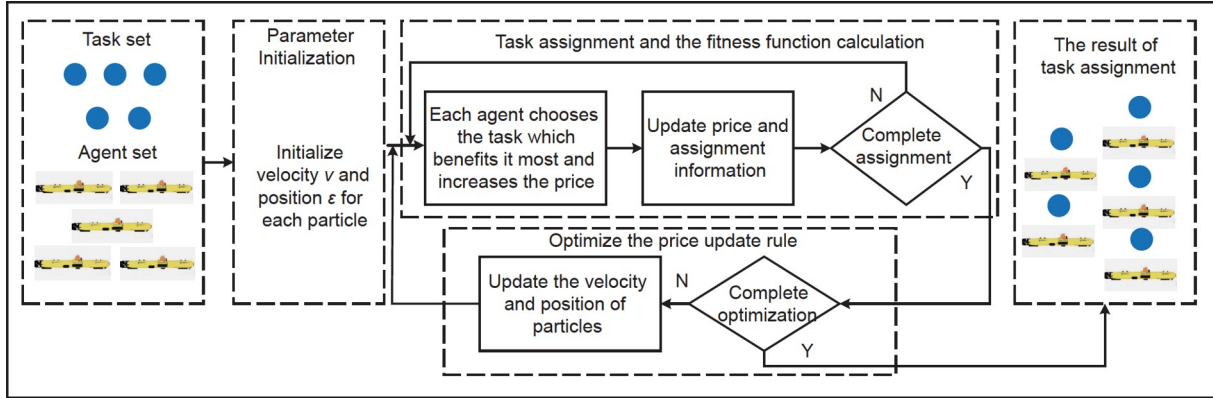 Task set
Agent set
Parameter
Initialization
Initialize
velocity v and
position ε for
each particle
Task assignment and the fitness function calculation
Each agent chooses
the task which
benefits it most and
increases the price
Update price and
assignment
information
N
Complete
assignment
Y
Optimize the price update rule
Update the velocity
and position of
particles
N
Complete
optimization
Y
The result of
task assignment